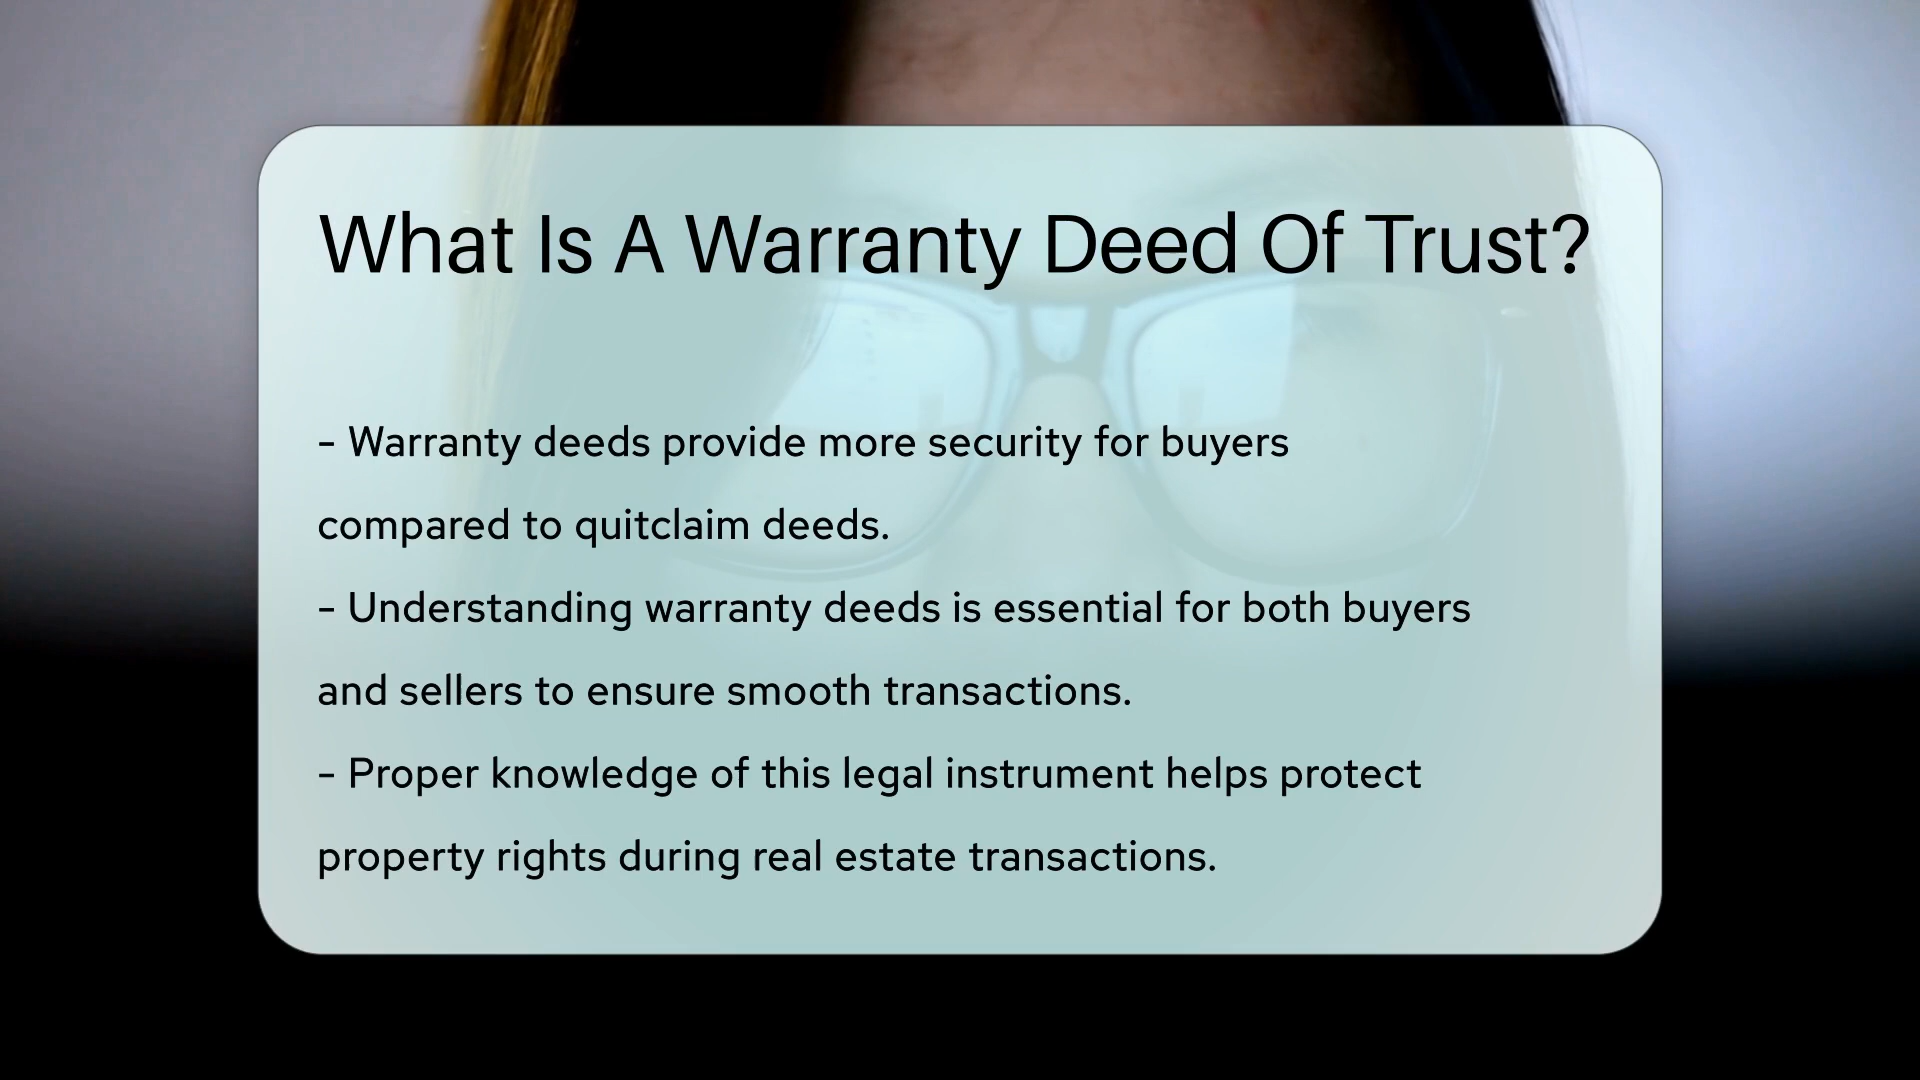 What Is A Warranty Deed Of Trust?
- Warranty deeds provide more security for buyers
compared to quitclaim deeds.
- Understanding warranty deeds is essential for both buyers
and sellers to ensure smooth transactions.
- Proper knowledge of this legal instrument helps protect
property rights during real estate transactions.